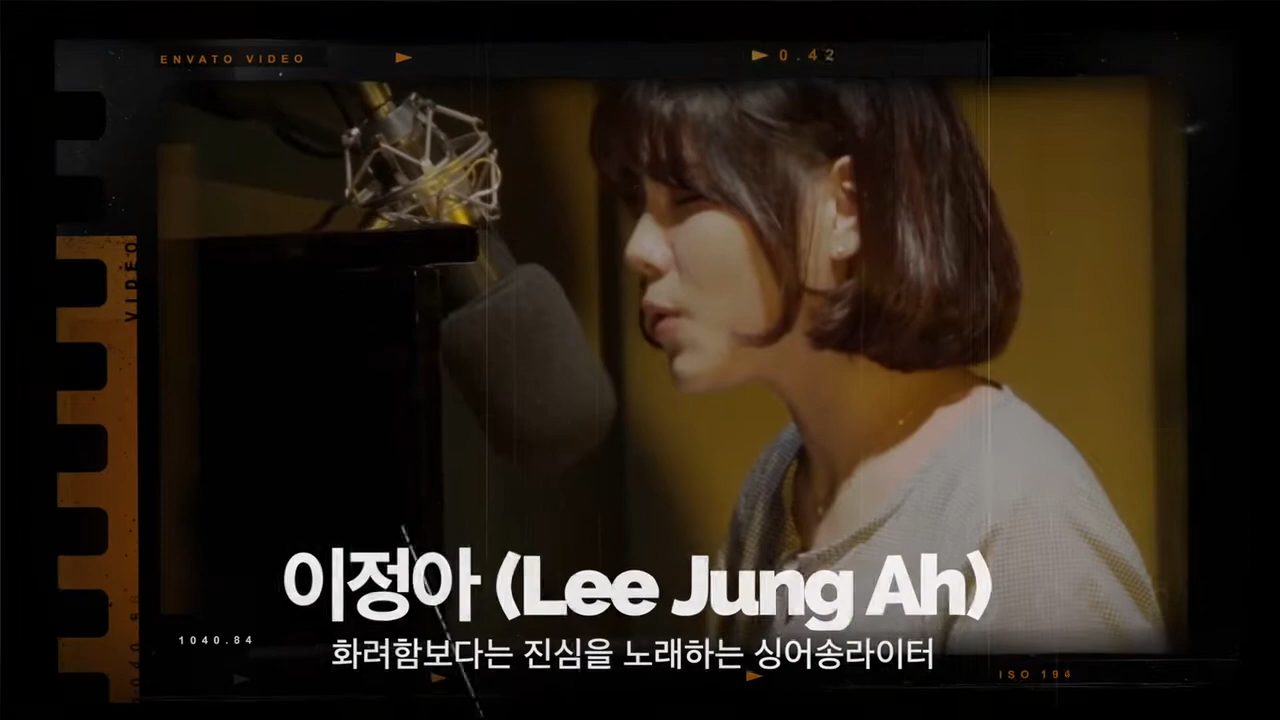 ENVATO VIDEO
0.42
VIDEO
이정아 (Lee Jung Ah)
1040.84
화려함보다는 진심을 노래하는 싱어송라이터
ISO 194